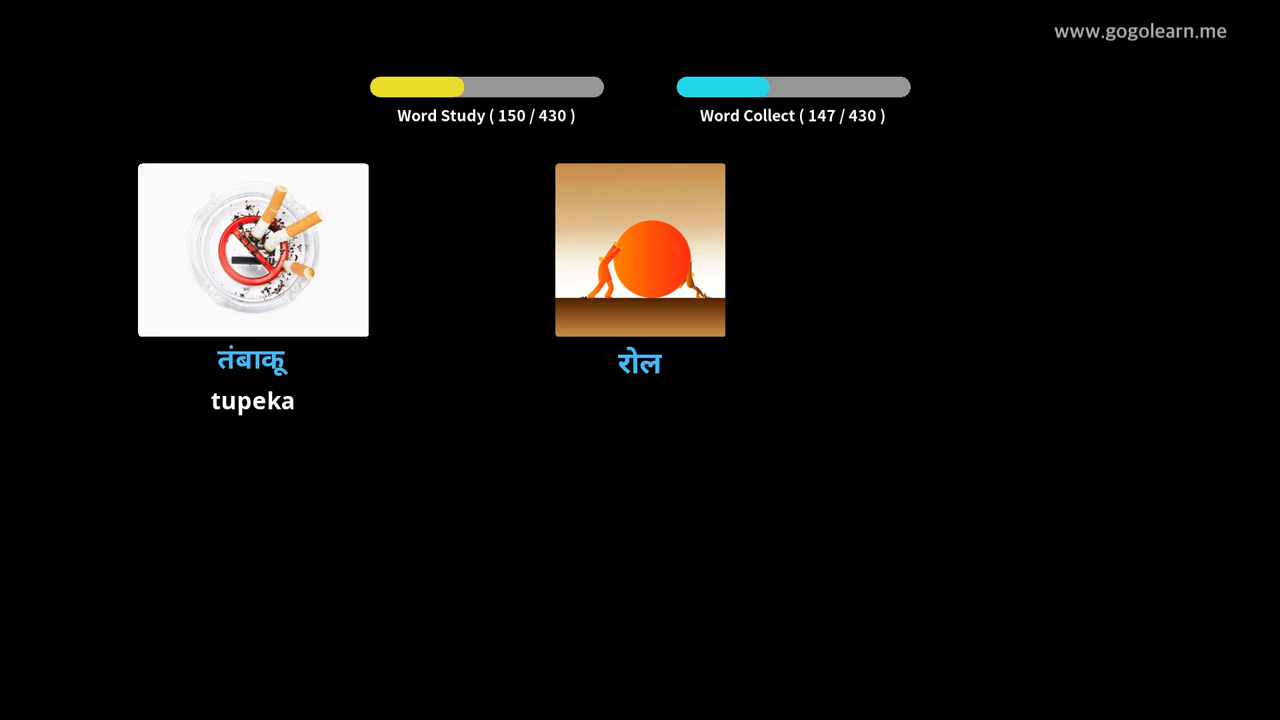 www.gogolearn.me
Word Study ( 150 / 430 )
Word Collect ( 147 / 430 )
तंबाकू
रोल
tupeka